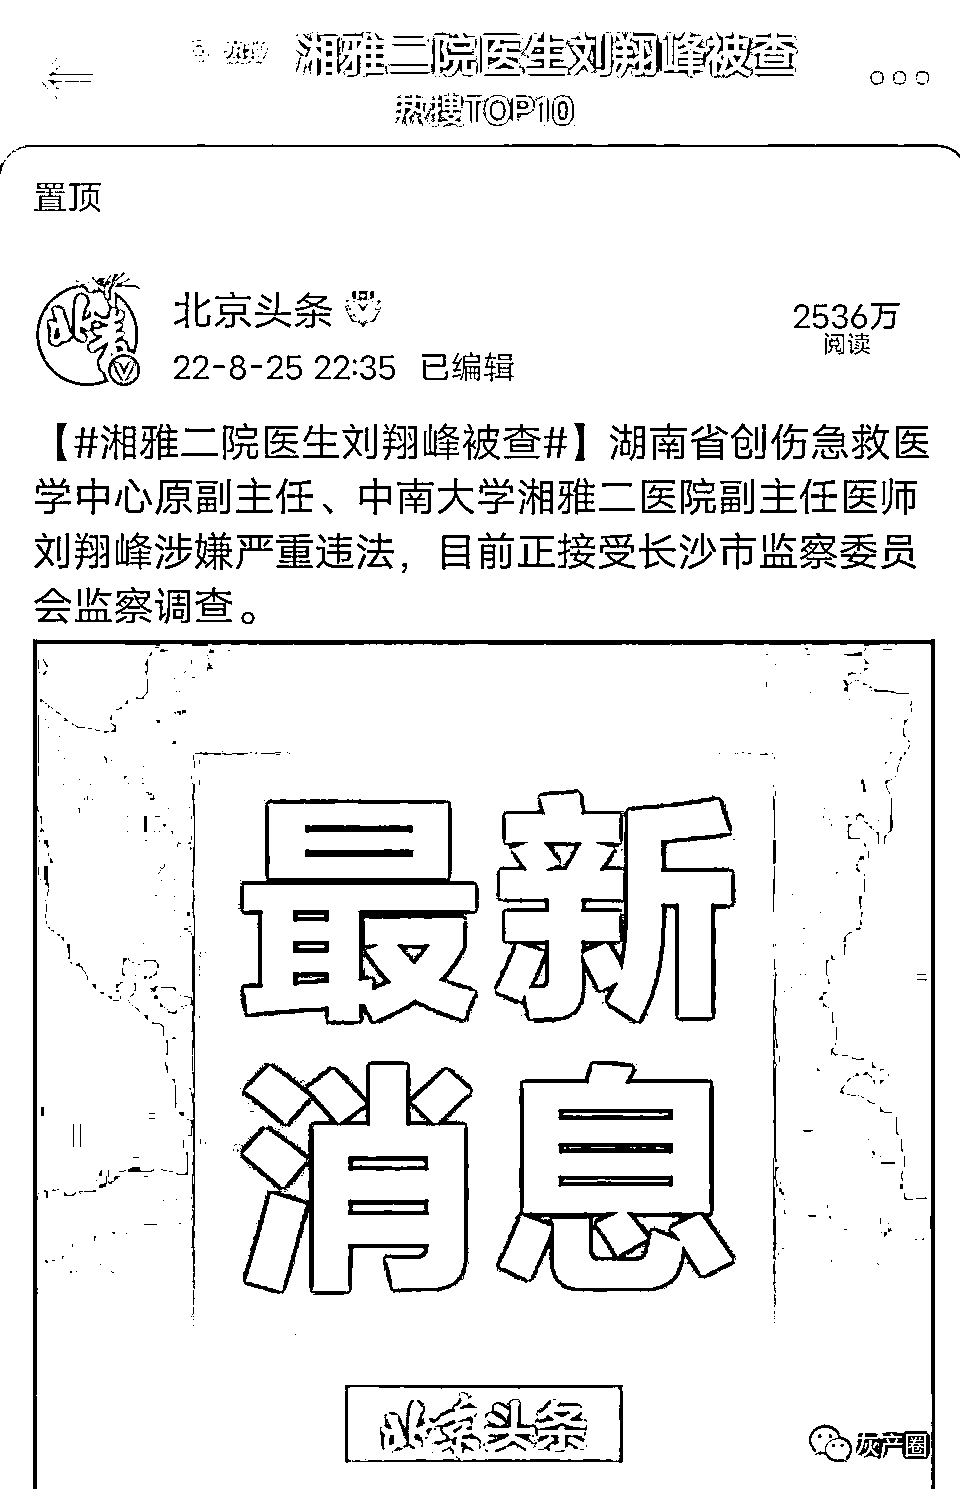 热搜 湘雅二院医生刘翔峰被查
热搜TOP10
置顶
北京头条
2536万
阅读
22-8-25 22:35 已编辑
【#湘雅二院医生刘翔峰被查#】湖南省创伤急救医
学中心原副主任、中南大学湘雅二医院副主任医师
刘翔峰涉嫌严重违法，目前正接受长沙市监察委员
会监察调查。
最新
消息
北京头条
灰产圈